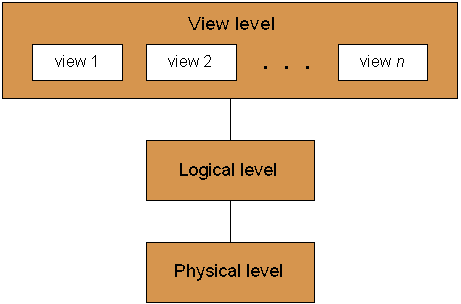 View level
view 1 view 2 . . . view n
Logical level
Physical level